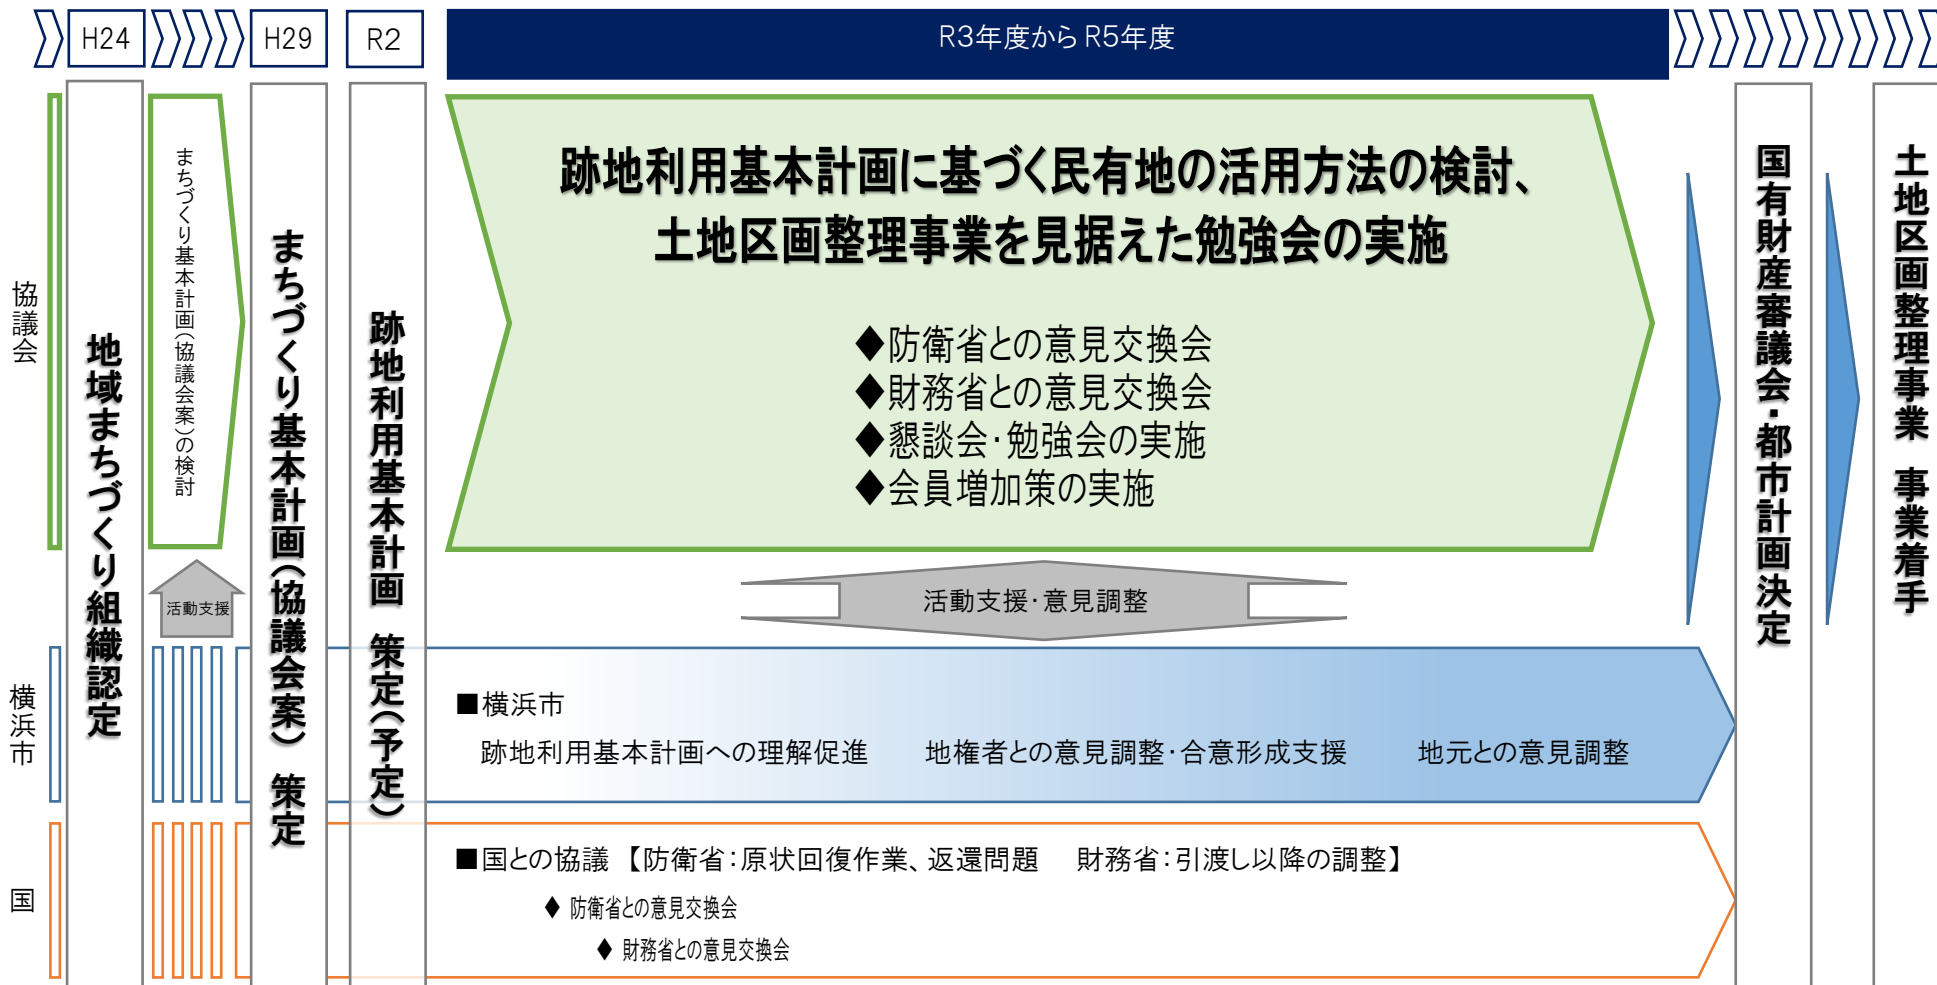 H24
H29
R2
R3年度からR5年度
協議会
地域まちづくり組織認定
まちづくり基本計画(協議会案)の検討
活動支援
まちづくり基本計画(協議会案) 策定
跡地利用基本計画 策定(予定)
跡地利用基本計画に基づく民有地の活用方法の検討、
土地区画整理事業を見据えた勉強会の実施
◆防衛省との意見交換会
◆財務省との意見交換会
◆懇談会・勉強会の実施
◆会員増加策の実施
活動支援・意見調整
国有財産審議会・都市計画決定
土地区画整理事業 事業着手
横浜市
■横浜市
跡地利用基本計画への理解促進 地権者との意見調整・合意形成支援 地元との意見調整
国
■国との協議 【防衛省：原状回復作業、返還問題 財務省：引渡し以降の調整】
◆ 防衛省との意見交換会
◆ 財務省との意見交換会